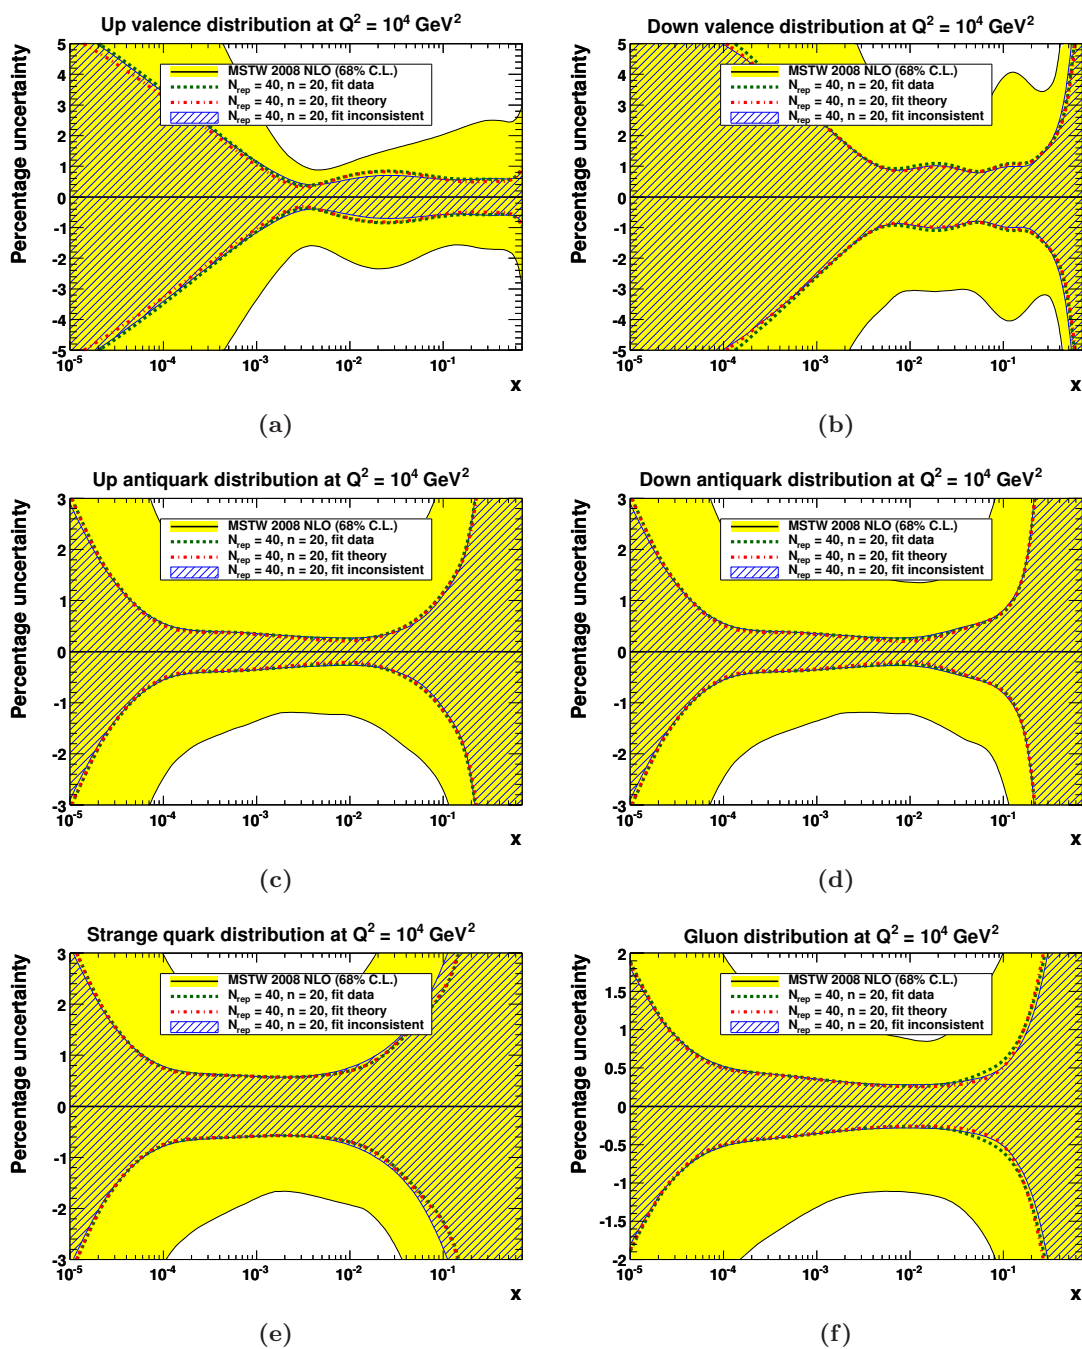 Up valence distribution at Q² = 10⁴ GeV²
Percentage uncertainty
5
4
3
2
1
0
-1
-2
-3
-4
-5
MSTW 2008 NLO (68% C.L.)
N_rep = 40, n = 20, fit data
N_rep = 40, n = 20, fit theory
N_rep = 40, n = 20, fit inconsistent
10⁻⁵ 10⁻⁴ 10⁻³ 10⁻² 10⁻¹
x
(a)
Down valence distribution at Q² = 10⁴ GeV²
Percentage uncertainty
5
4
3
2
1
0
-1
-2
-3
-4
-5
MSTW 2008 NLO (68% C.L.)
N_rep = 40, n = 20, fit data
N_rep = 40, n = 20, fit theory
N_rep = 40, n = 20, fit inconsistent
10⁻⁵ 10⁻⁴ 10⁻³ 10⁻² 10⁻¹
x
(b)
Up antiquark distribution at Q² = 10⁴ GeV²
Percentage uncertainty
3
2
1
0
-1
-2
-3
MSTW 2008 NLO (68% C.L.)
N_rep = 40, n = 20, fit data
N_rep = 40, n = 20, fit theory
N_rep = 40, n = 20, fit inconsistent
10⁻⁵ 10⁻⁴ 10⁻³ 10⁻² 10⁻¹
x
(c)
Down antiquark distribution at Q² = 10⁴ GeV²
Percentage uncertainty
3
2
1
0
-1
-2
-3
MSTW 2008 NLO (68% C.L.)
N_rep = 40, n = 20, fit data
N_rep = 40, n = 20, fit theory
N_rep = 40, n = 20, fit inconsistent
10⁻⁵ 10⁻⁴ 10⁻³ 10⁻² 10⁻¹
x
(d)
Strange quark distribution at Q² = 10⁴ GeV²
Percentage uncertainty
3
2
1
0
-1
-2
-3
MSTW 2008 NLO (68% C.L.)
N_rep = 40, n = 20, fit data
N_rep = 40, n = 20, fit theory
N_rep = 40, n = 20, fit inconsistent
10⁻⁵ 10⁻⁴ 10⁻³ 10⁻² 10⁻¹
x
(e)
Gluon distribution at Q² = 10⁴ GeV²
Percentage uncertainty
2
1.5
1
0.5
0
-0.5
-1
-1.5
-2
MSTW 2008 NLO (68% C.L.)
N_rep = 40, n = 20, fit data
N_rep = 40, n = 20, fit theory
N_rep = 40, n = 20, fit inconsistent
10⁻⁵ 10⁻⁴ 10⁻³ 10⁻² 10⁻¹
x
(f)